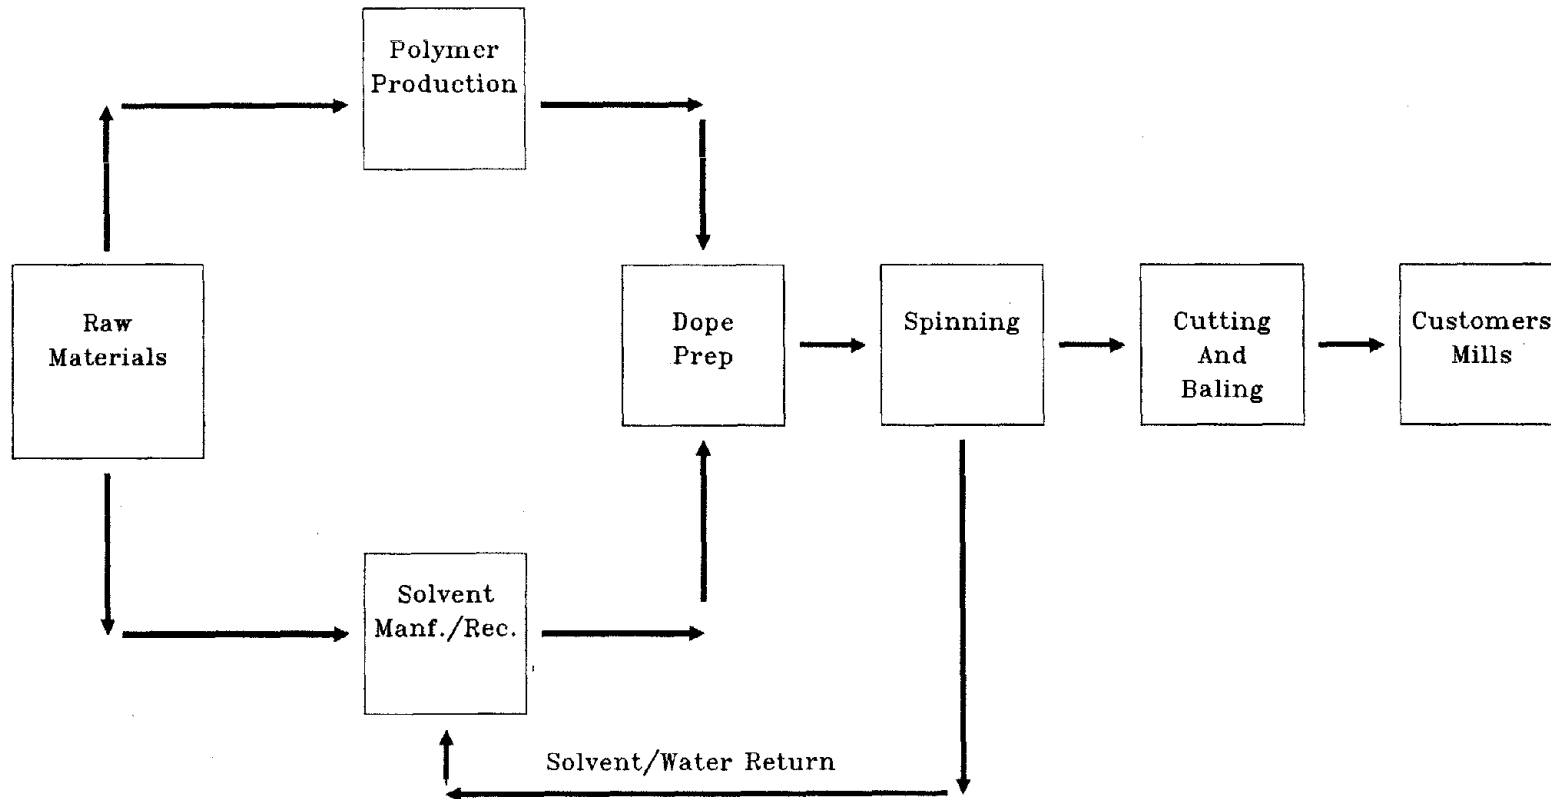 Polymer
Production
Raw
Materials
Dope
Prep
Spinning
Cutting
And
Baling
Customers
Mills
Solvent
Manf./Rec.
Solvent/Water Return